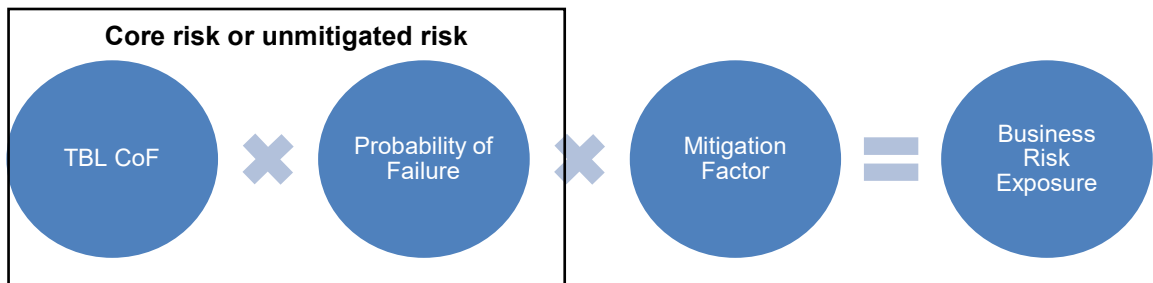 Core risk or unmitigated risk
TBL CoF
Probability of
Failure
Mitigation
Factor
Business
Risk
Exposure